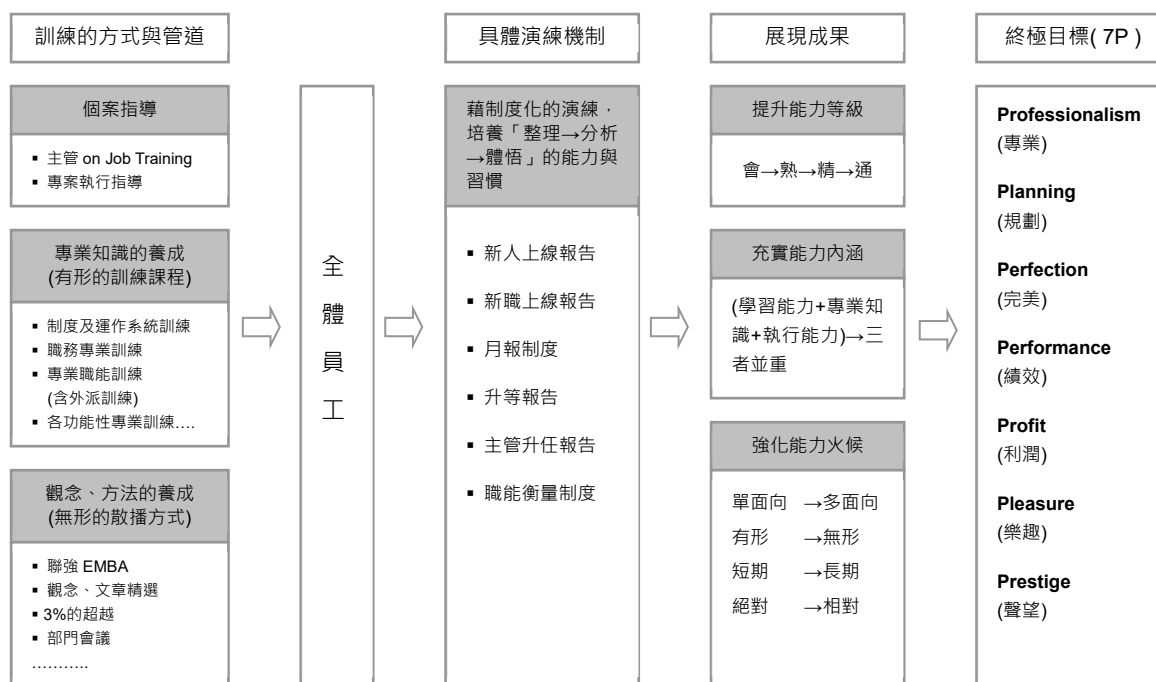 訓練的方式與管道
個案指導
▪ 主管 on Job Training
▪ 專案執行指導
專業知識的養成
(有形的訓練課程)
▪ 制度及運作系統訓練
▪ 職務專業訓練
▪ 專業職能訓練
(含外派訓練)
▪ 各功能性專業訓練….
觀念、方法的養成
(無形的散播方式)
▪ 聯強 EMBA
▪ 觀念、文章精選
▪ 3%的超越
▪ 部門會議
………..
全
體
員
工
具體演練機制
藉制度化的演練，
培養「整理→分析
→體悟」的能力與
習慣
▪ 新人上線報告
▪ 新職上線報告
▪ 月報制度
▪ 升等報告
▪ 主管升任報告
▪ 職能衡量制度
展現成果
提升能力等級
會→熟→精→通
充實能力內涵
(學習能力+專業知
識+執行能力)→三
者並重
強化能力火候
單面向 →多面向
有形 →無形
短期 →長期
絕對 →相對
終極目標( 7P )
Professionalism
(專業)
Planning
(規劃)
Perfection
(完美)
Performance
(績效)
Profit
(利潤)
Pleasure
(樂趣)
Prestige
(聲望)